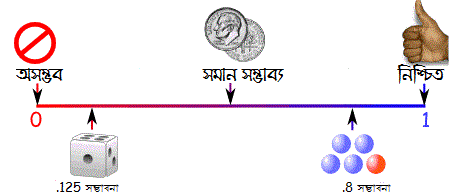 অসম্ভব
সমান সম্ভাব্য
নিশ্চিত
0
1
.125 সম্ভাবনা
.8 সম্ভাবনা